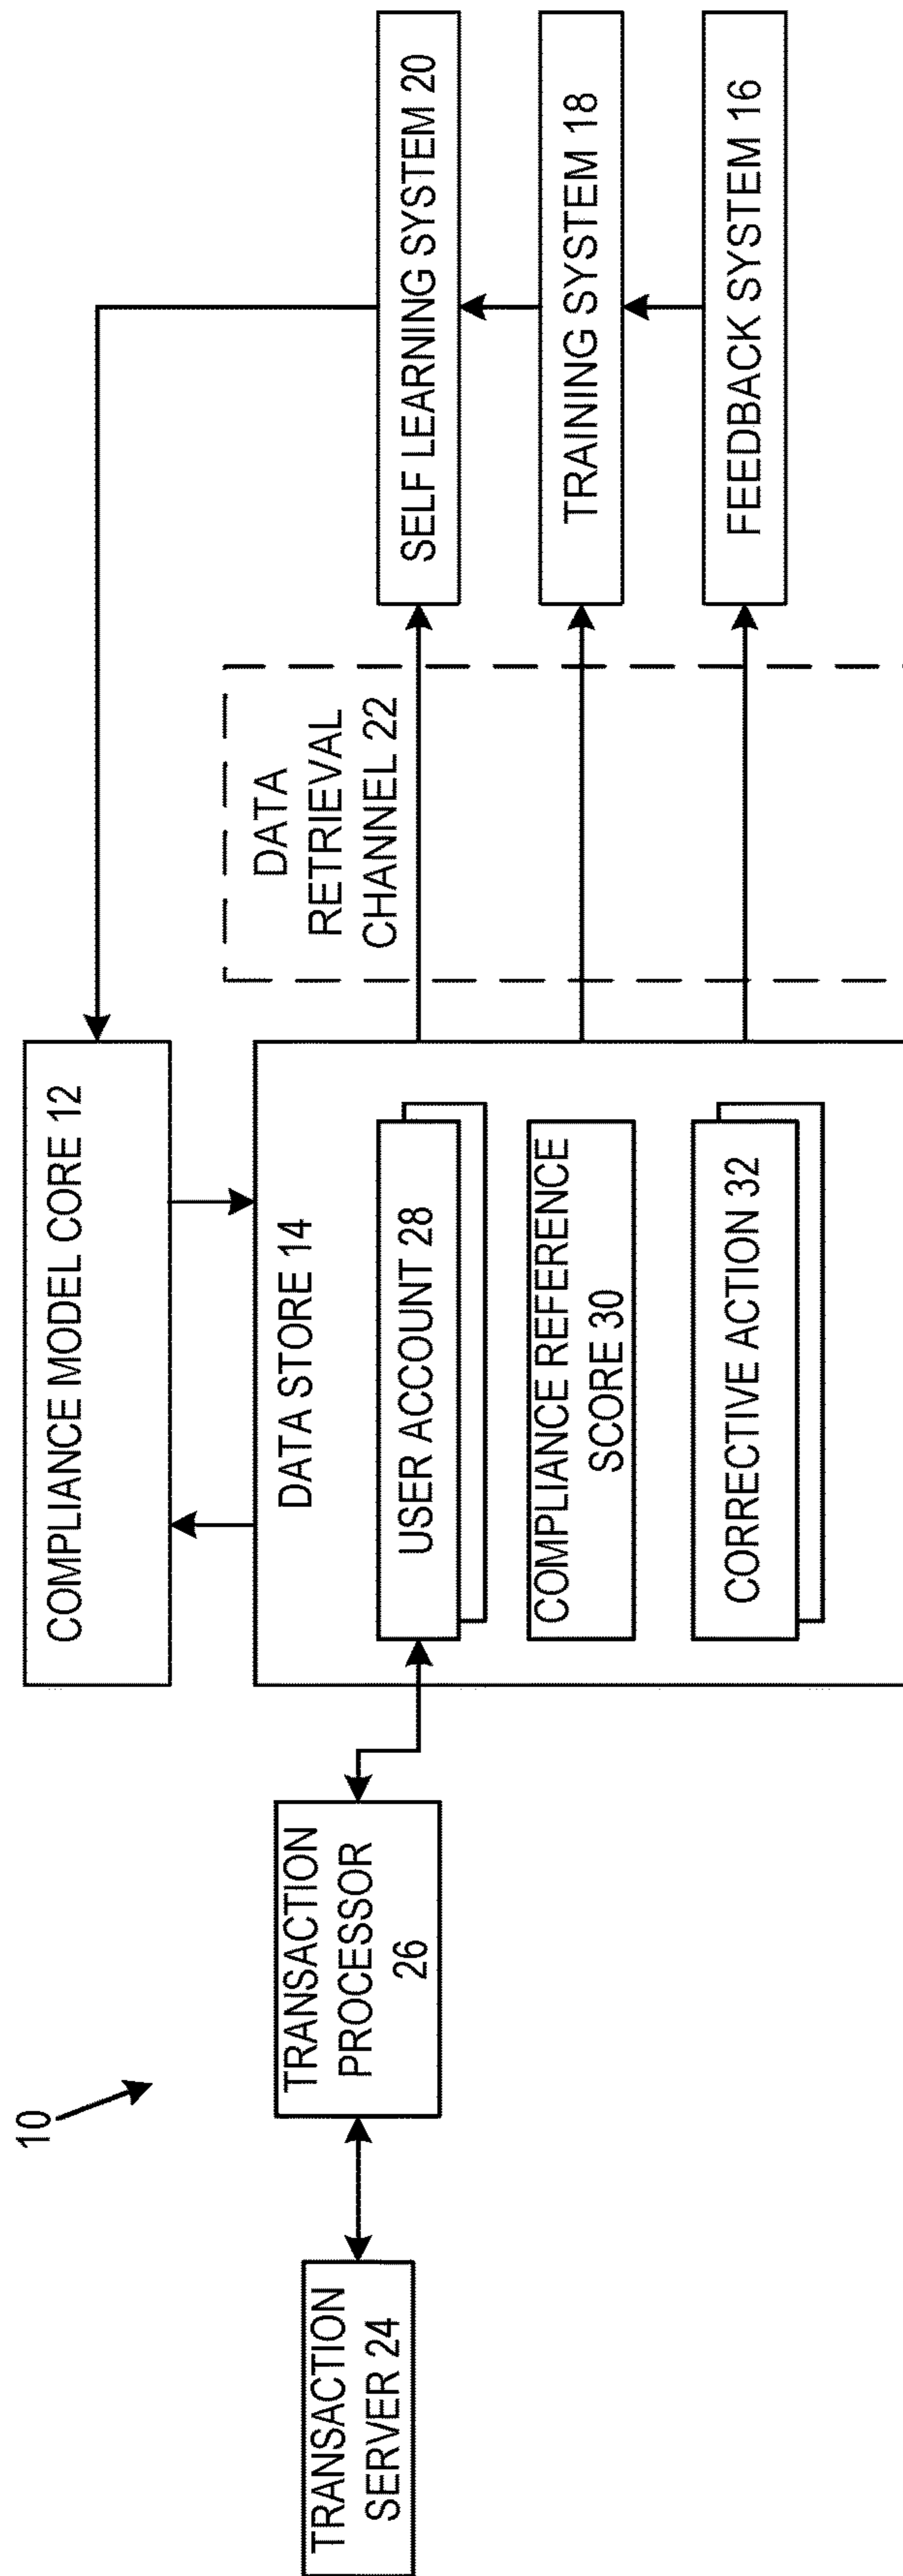 10
TRANSACTION
SERVER 24
TRANSACTION
PROCESSOR
26
COMPLIANCE MODEL CORE 12
DATA STORE 14
USER ACCOUNT 28
COMPLIANCE REFERENCE
SCORE 30
CORRECTIVE ACTION 32
DATA
RETRIEVAL
CHANNEL 22
SELF LEARNING SYSTEM 20
TRAINING SYSTEM 18
FEEDBACK SYSTEM 16